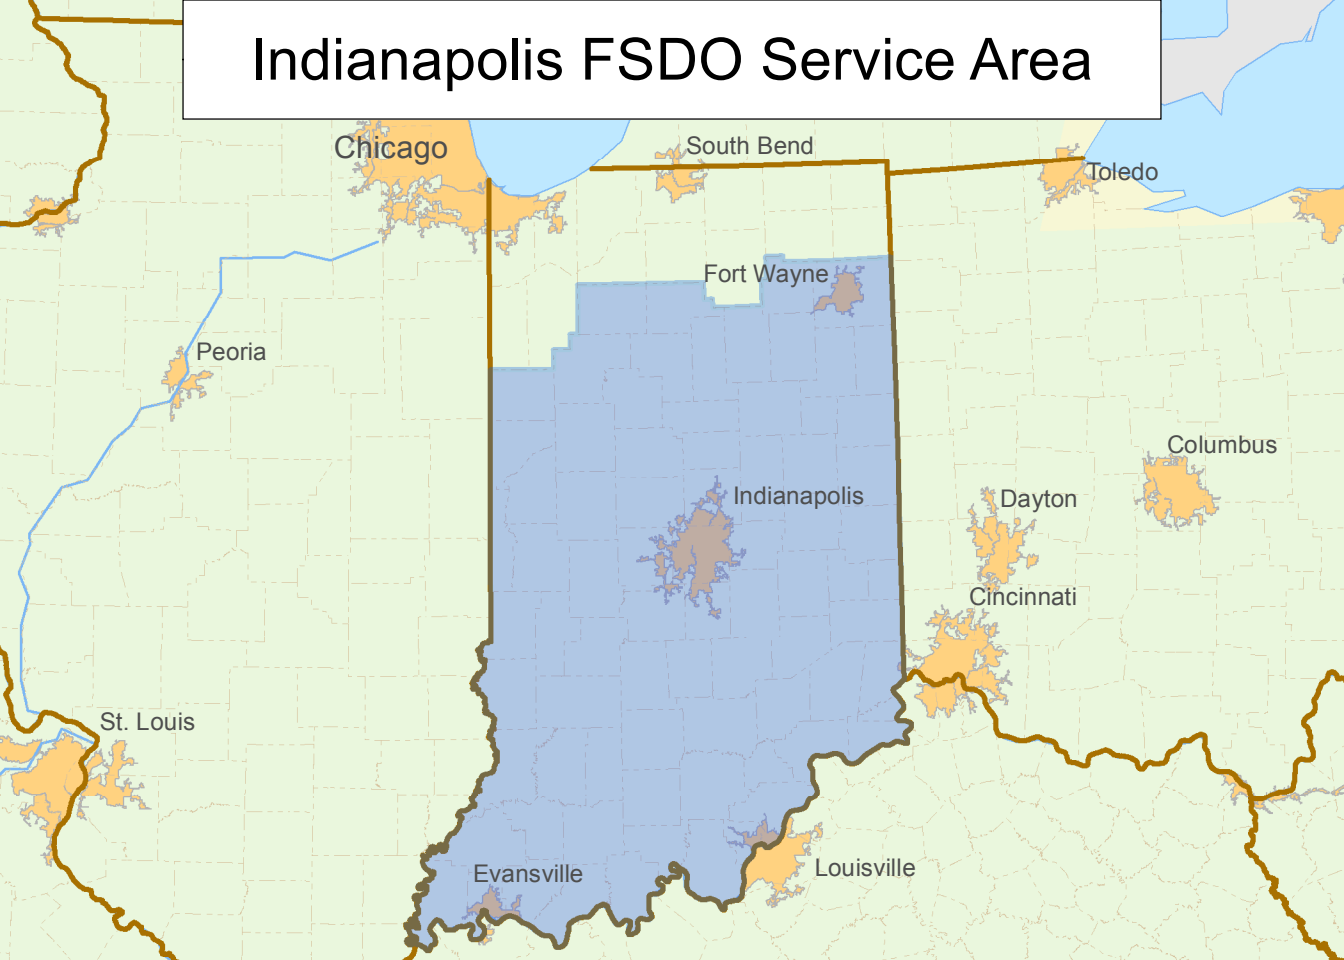 Indianapolis FSDO Service Area
Chicago
South Bend
Toledo
Fort Wayne
Peoria
Columbus
Indianapolis
Dayton
Cincinnati
St. Louis
Evansville
Louisville